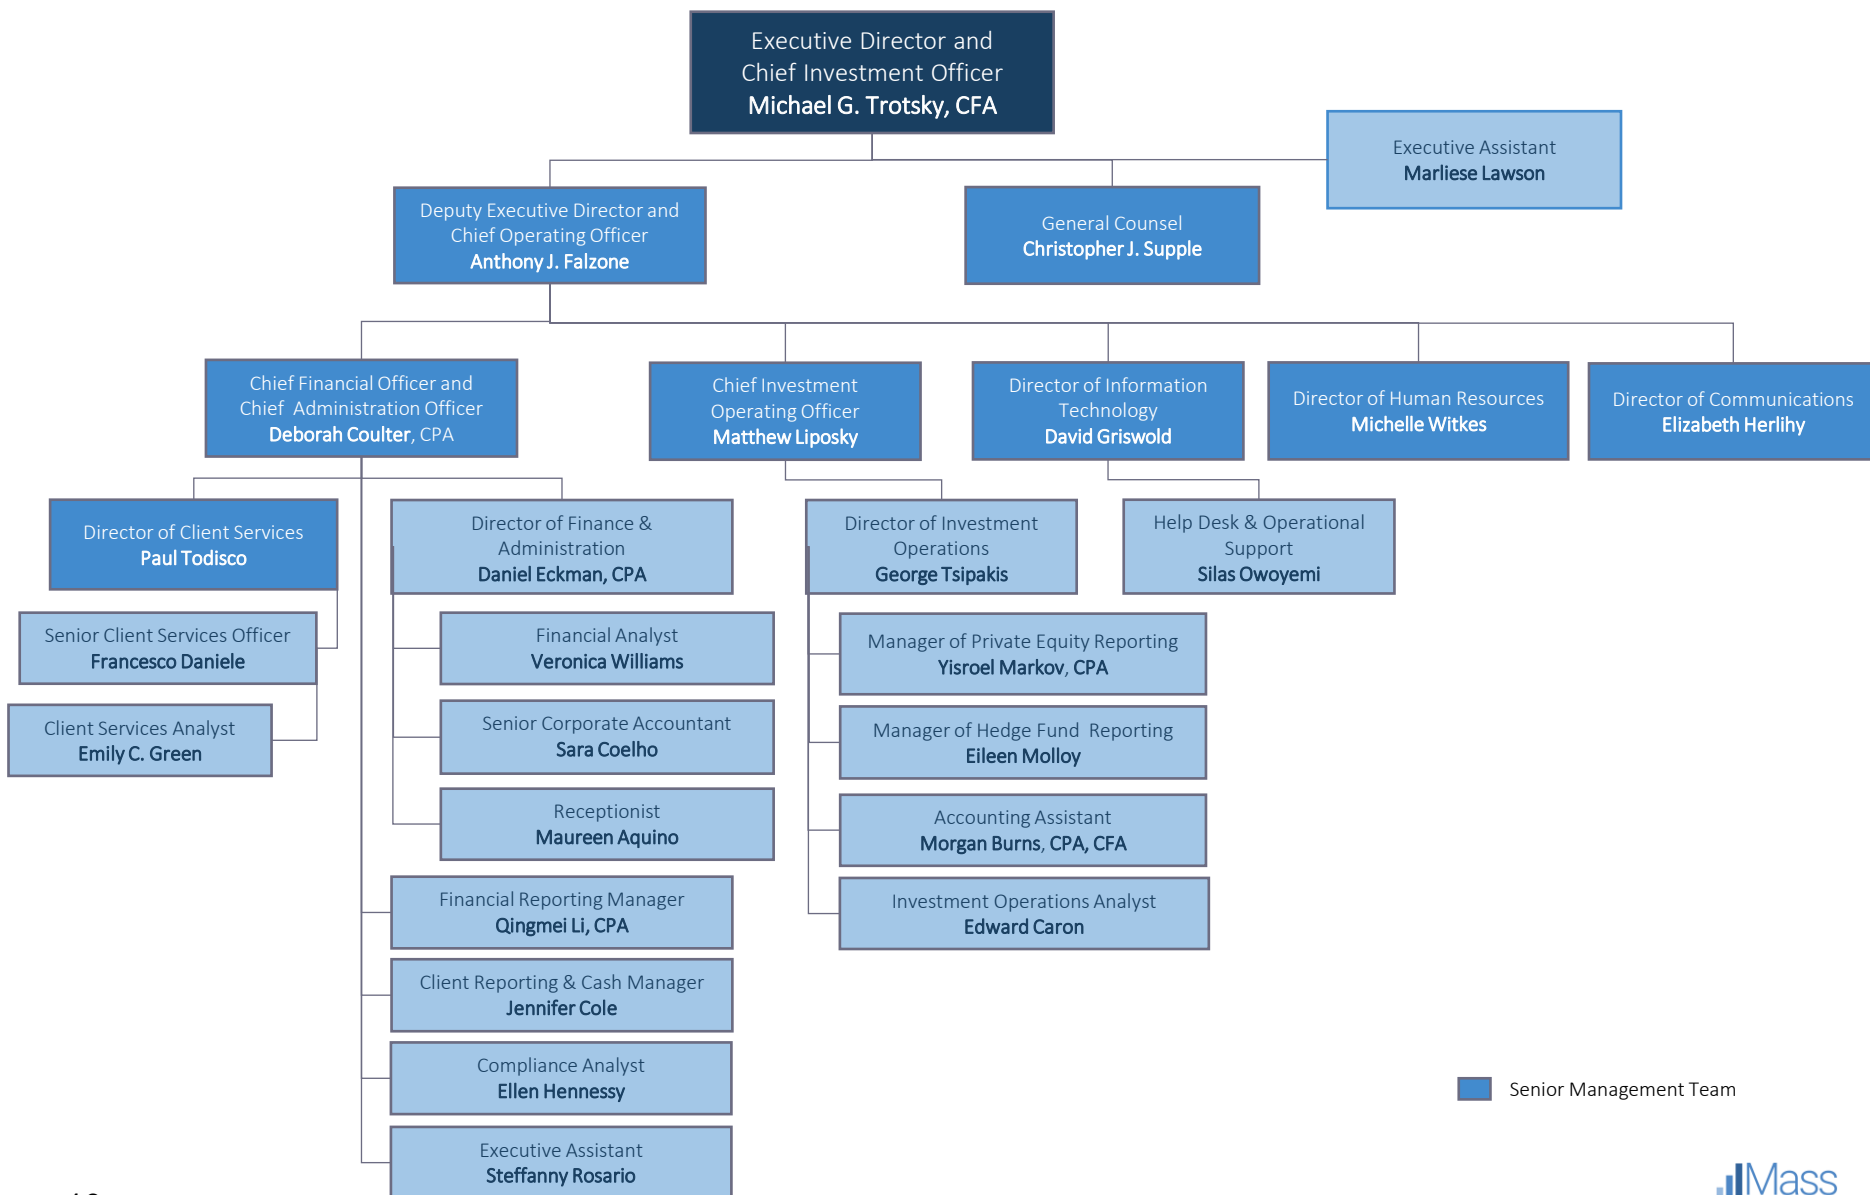 Executive Director and
Chief Investment Officer
Michael G. Trotsky, CFA
Executive Assistant
Marliese Lawson
Deputy Executive Director and
Chief Operating Officer
Anthony J. Falzone
General Counsel
Christopher J. Supple
Chief Financial Officer and
Chief Administration Officer
Deborah Coulter, CPA
Chief Investment
Operating Officer
Matthew Liposky
Director of Information
Technology
David Griswold
Director of Human Resources
Michelle Witkes
Director of Communications
Elizabeth Herlihy
Director of Client Services
Paul Todisco
Director of Finance &
Administration
Daniel Eckman, CPA
Director of Investment
Operations
George Tsipakis
Help Desk & Operational
Support
Silas Owoyemi
Senior Client Services Officer
Francesco Daniele
Client Services Analyst
Emily C. Green
Financial Analyst
Veronica Williams
Senior Corporate Accountant
Sara Coelho
Receptionist
Maureen Aquino
Manager of Private Equity Reporting
Yisroel Markov, CPA
Manager of Hedge Fund Reporting
Eileen Molloy
Accounting Assistant
Morgan Burns, CPA, CFA
Investment Operations Analyst
Edward Caron
Financial Reporting Manager
Qingmei Li, CPA
Client Reporting & Cash Manager
Jennifer Cole
Compliance Analyst
Ellen Hennessy
Executive Assistant
Steffanny Rosario
Senior Management Team
Mass